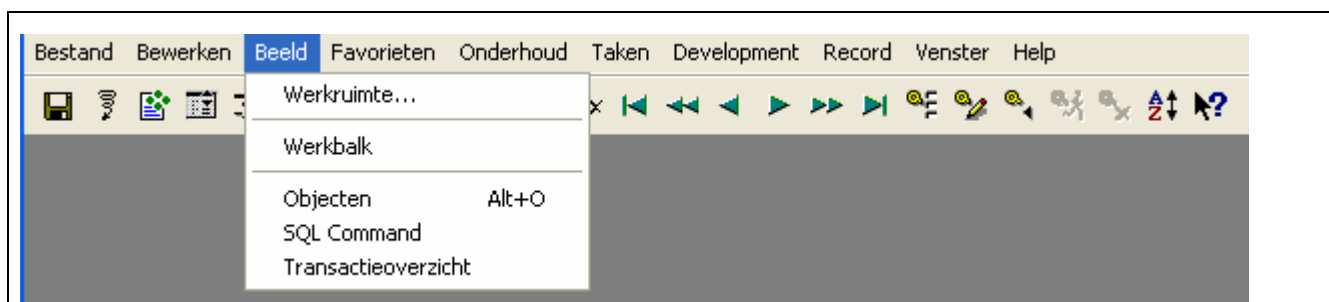 Bestand Bewerken Beeld Favorieten Onderhoud Taken Development Record Venster Help
Werkruimte...
Werkbalk
Objecten Alt+O
SQL Command
Transactieoverzicht